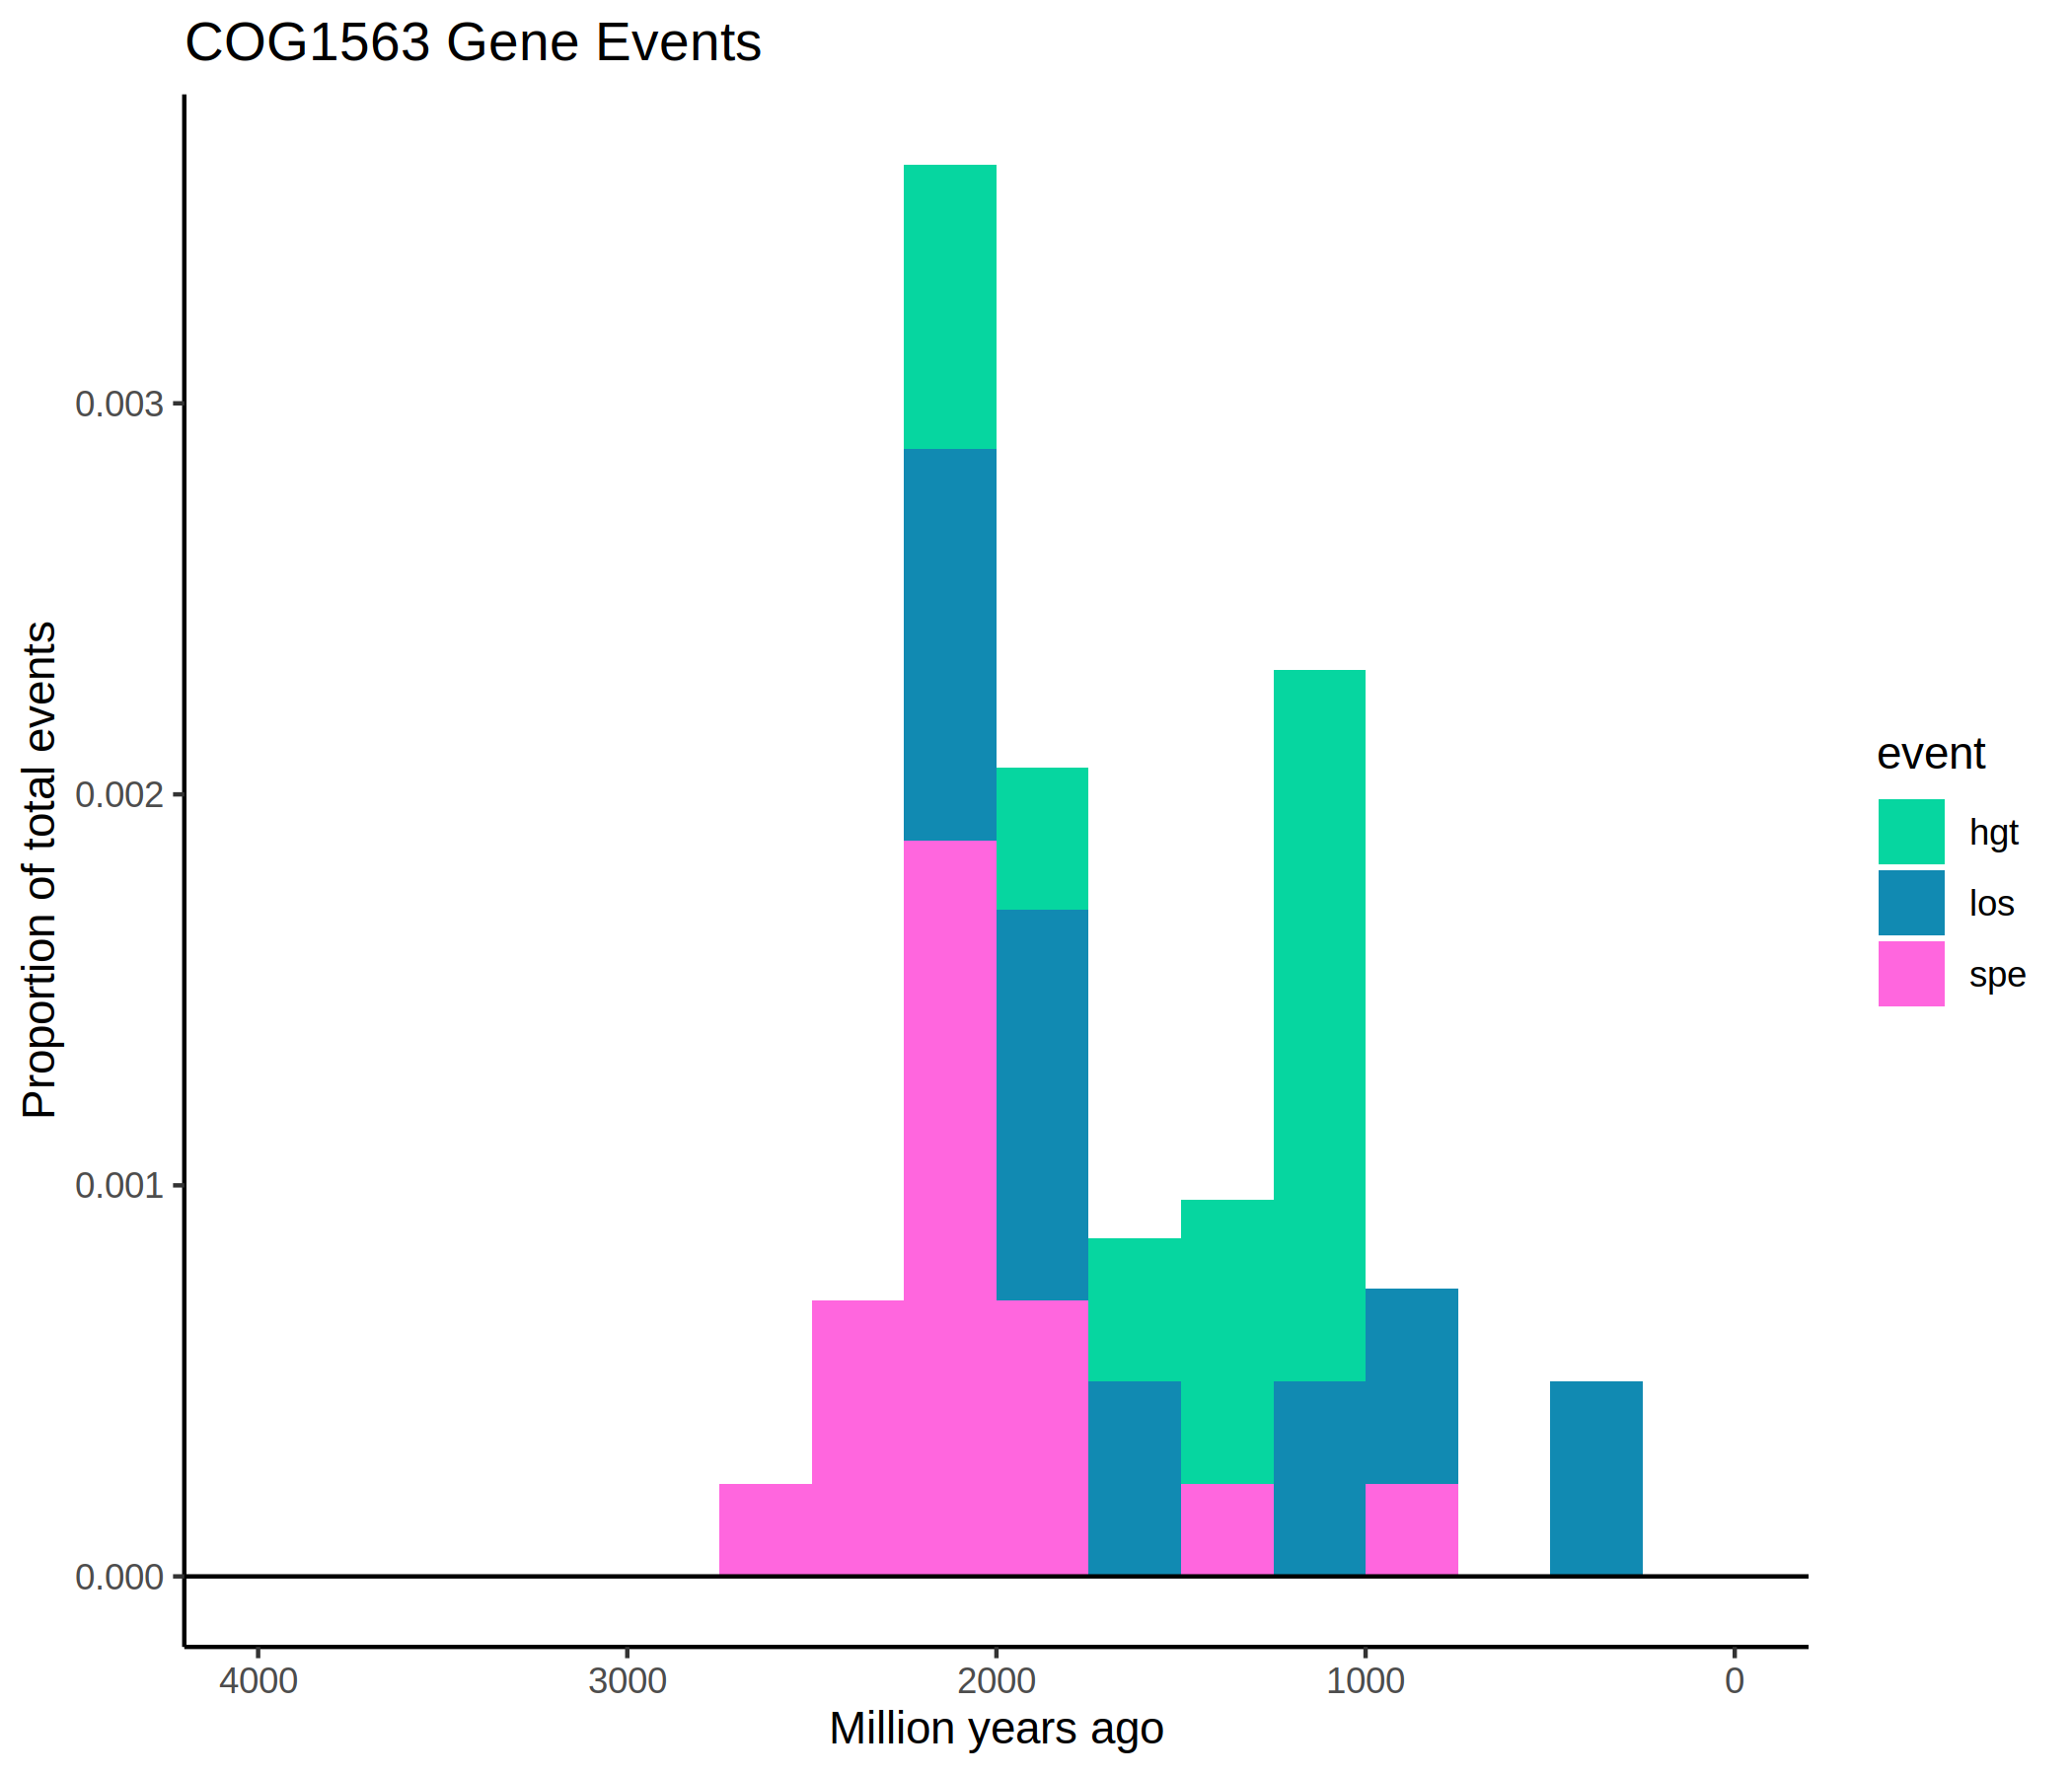 COG1563 Gene Events
Proportion of total events
0.003
0.002
0.001
0.000
4000 3000 2000 1000 0
Million years ago
event
hgt
los
spe